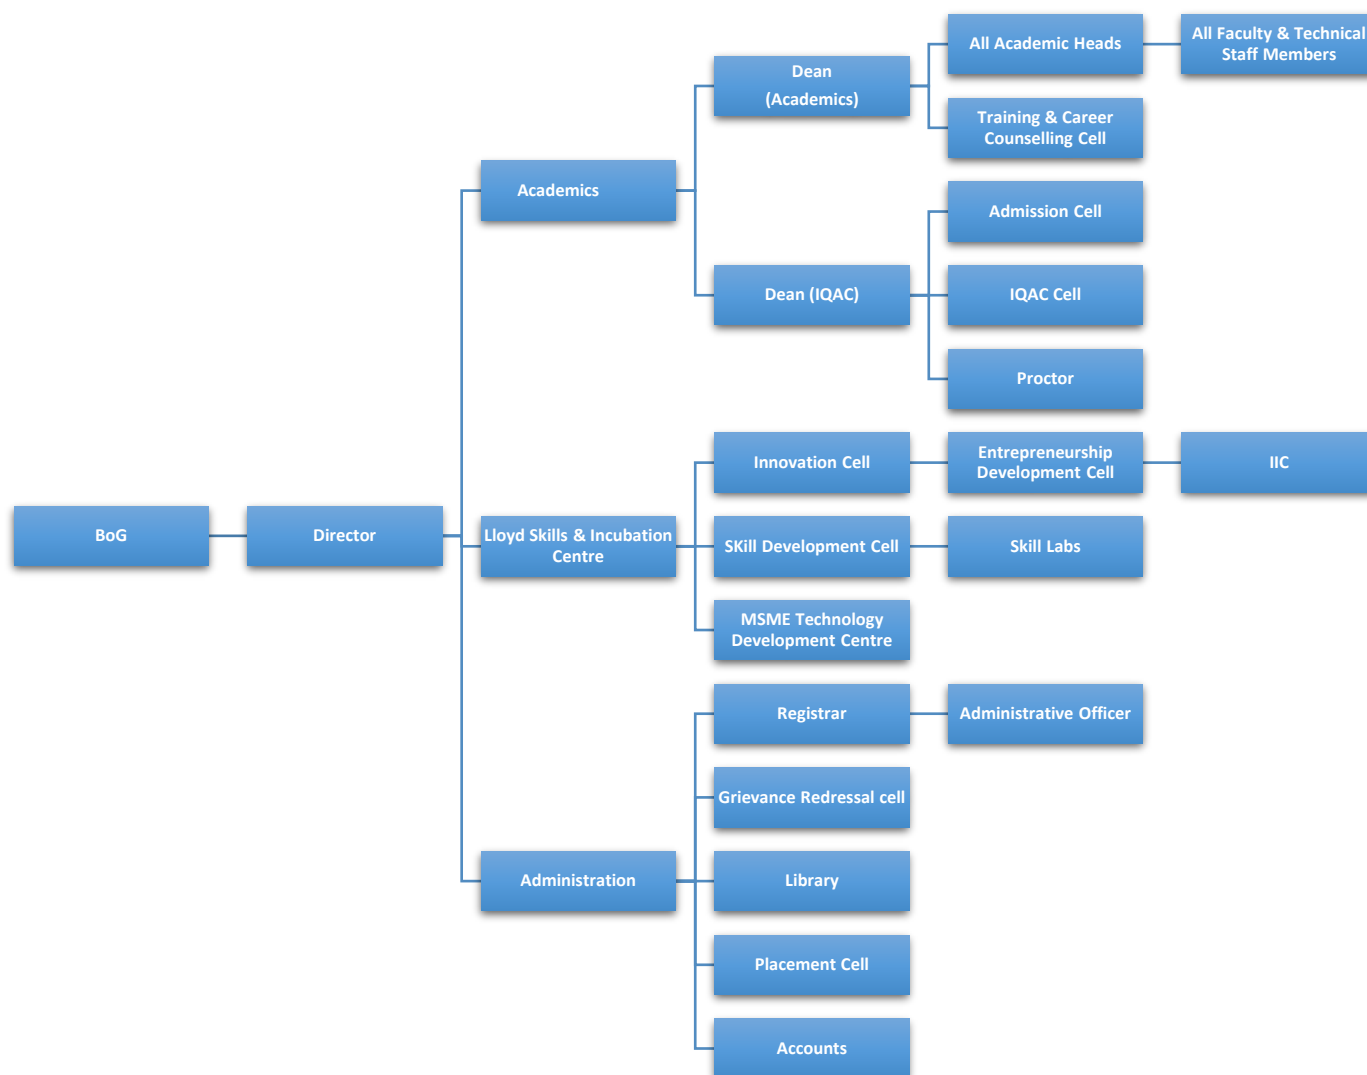 All Academic Heads
All Faculty & Technical
Staff Members
Dean
(Academics)
Training & Career
Counselling Cell
Academics
Admission Cell
Dean (IQAC)
IQAC Cell
Proctor
Innovation Cell
Entrepreneurship
Development Cell
IIC
BoG
Director
Lloyd Skills & Incubation
Centre
SKill Development Cell
Skill Labs
MSME Technology
Development Centre
Registrar
Administrative Officer
Grievance Redressal cell
Administration
Library
Placement Cell
Accounts